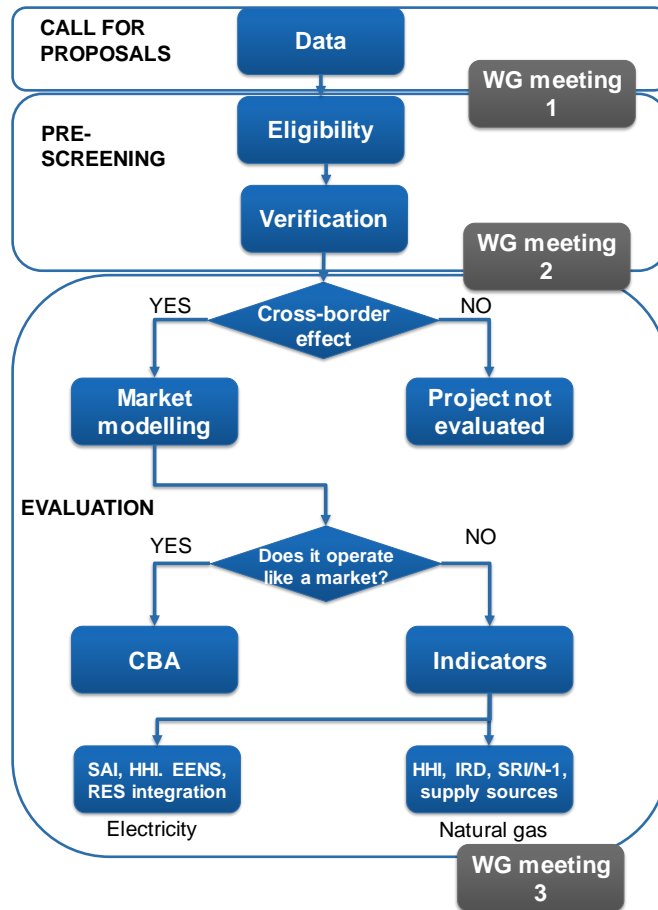 CALL FOR
PROPOSALS
Data
WG meeting
1
PRE-
SCREENING
Eligibility
Verification
WG meeting
2
YES
Cross-border
effect
NO
Market
modelling
Project not
evaluated
EVALUATION
YES
Does it operate
like a market?
NO
CBA
Indicators
SAI, HHI. EENS,
RES integration
HHI, IRD, SRI/N-1,
supply sources
Electricity
Natural gas
WG meeting
3